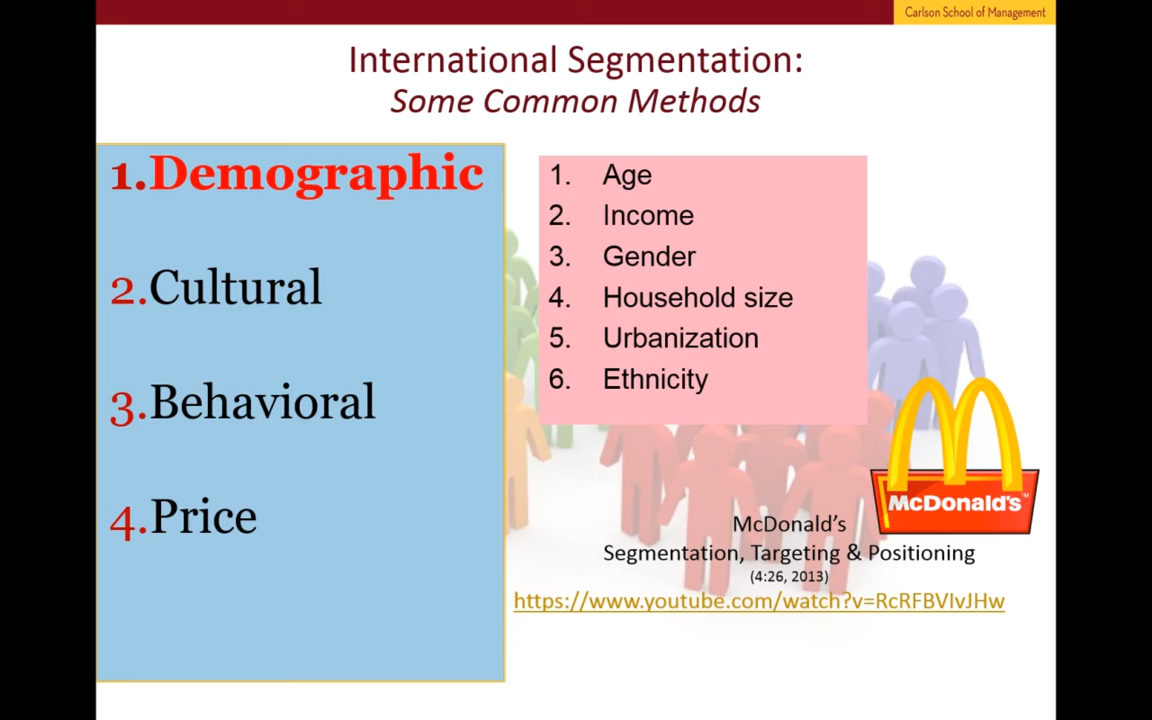 Carlson School of Management
International Segmentation:
Some Common Methods
1.Demographic
2.Cultural
3.Behavioral
4.Price
1. Age
2. Income
3. Gender
4. Household size
5. Urbanization
6. Ethnicity
McDonald's™
McDonald's
Segmentation, Targeting & Positioning
(4:26, 2013)
https://www.youtube.com/watch?v=RcRFBVIvJHw